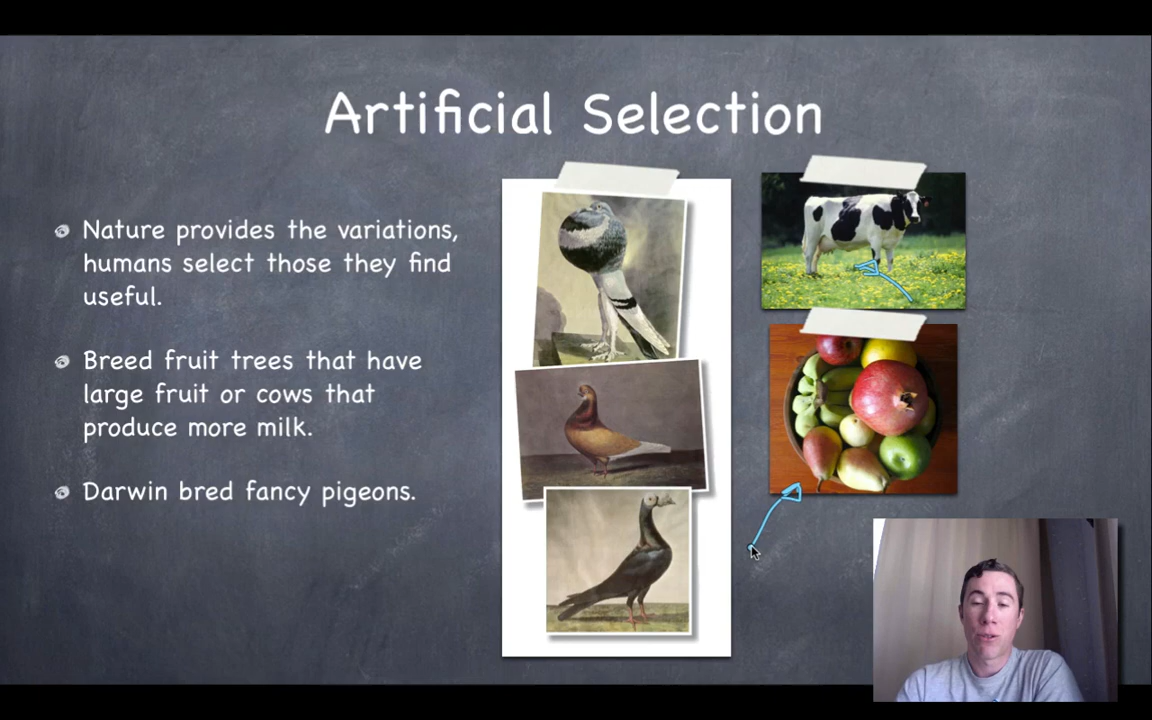 Artificial Selection
Nature provides the variations,
humans select those they find
useful.
Breed fruit trees that have
large fruit or cows that
produce more milk.
Darwin bred fancy pigeons.